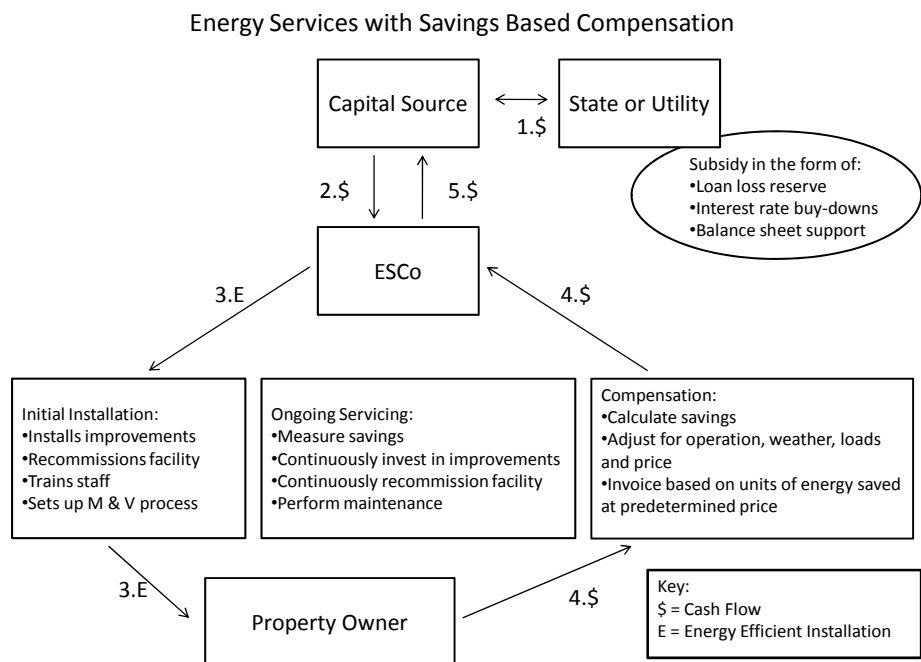 Energy Services with Savings Based Compensation
Capital Source
State or Utility
1.$
Subsidy in the form of:
•Loan loss reserve
•Interest rate buy-downs
•Balance sheet support
2.$
5.$
ESCo
3.E
4.$
Initial Installation:
•Installs improvements
•Recommissions facility
•Trains staff
•Sets up M & V process
Ongoing Servicing:
•Measure savings
•Continuously invest in improvements
•Continuously recommission facility
•Perform maintenance
Compensation:
•Calculate savings
•Adjust for operation, weather, loads
and price
•Invoice based on units of energy saved
at predetermined price
3.E
Property Owner
4.$
Key:
$ = Cash Flow
E = Energy Efficient Installation